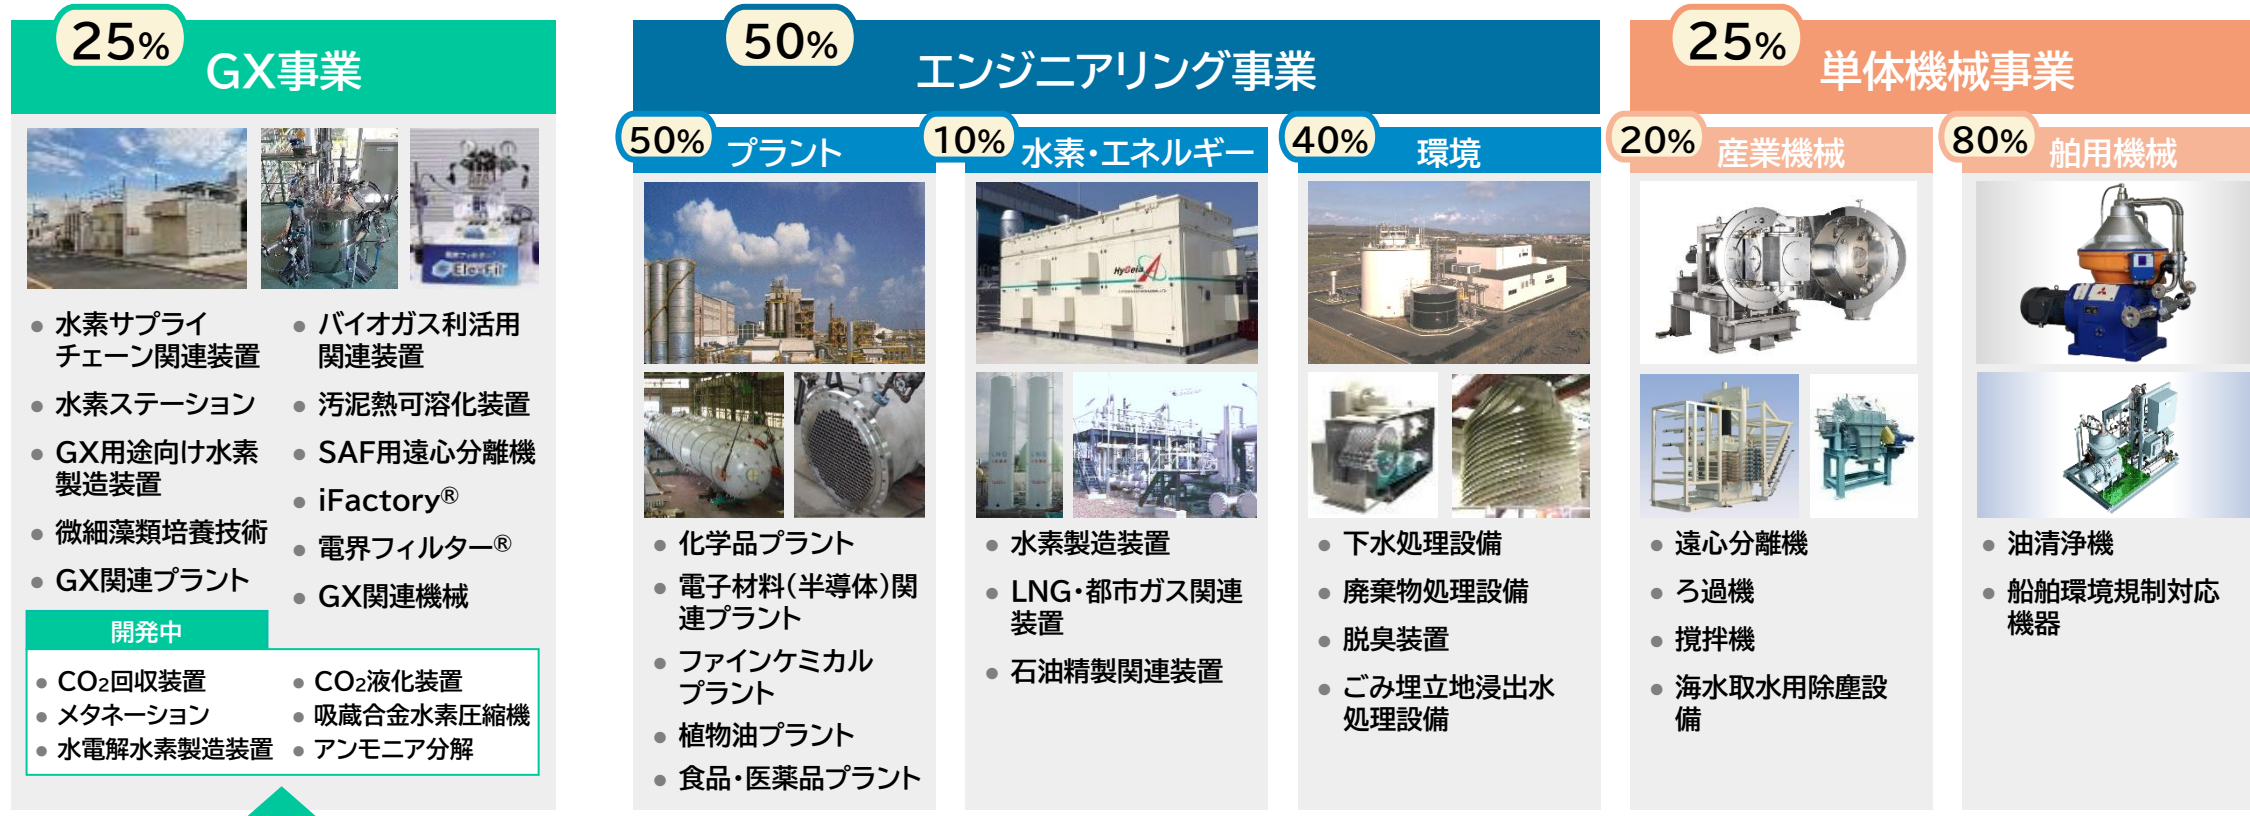 25%
GX事業
Ele-Fil
水素サプライ
チェーン関連装置
水素ステーション
GX用途向け水素
製造装置
微細藻類培養技術
GX関連プラント
バイオガス利活用
関連装置
汚泥熱可溶化装置
SAF用遠心分離機
iFactory®
電界フィルター®
GX関連機械
開発中
CO₂回収装置
メタネーション
水電解水素製造装置
CO₂液化装置
吸蔵合金水素圧縮機
アンモニア分解
50%
エンジニアリング事業
50%
プラント
化学品プラント
電子材料(半導体)関
連プラント
ファインケミカル
プラント
植物油プラント
食品・医薬品プラント
10%
水素・エネルギー
HyGeia
LNG
LNG
水素製造装置
LNG・都市ガス関連
装置
石油精製関連装置
40%
環境
下水処理設備
廃棄物処理設備
脱臭装置
ごみ埋立地浸出水
処理設備
25%
単体機械事業
20%
産業機械
遠心分離機
ろ過機
撹拌機
海水取水用除塵設
備
80%
舶用機械
油清浄機
船舶環境規制対応
機器